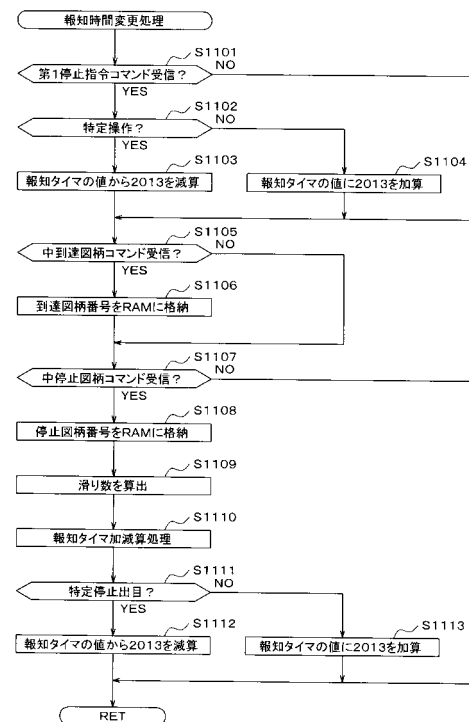 報知時間変更処理
S1101
第1停止指令コマンド受信?
NO
YES
S1102
特定操作?
NO
YES
S1103
報知タイマの値から2013を減算
S1104
報知タイマの値に2013を加算
S1105
中到達図柄コマンド受信?
NO
YES
S1106
到達図柄番号をRAMに格納
S1107
中停止図柄コマンド受信?
NO
YES
S1108
停止図柄番号をRAMに格納
S1109
滑り数を算出
S1110
報知タイマ加減算処理
S1111
特定停止出目?
NO
YES
S1112
報知タイマの値から2013を減算
S1113
報知タイマの値に2013を加算
RET